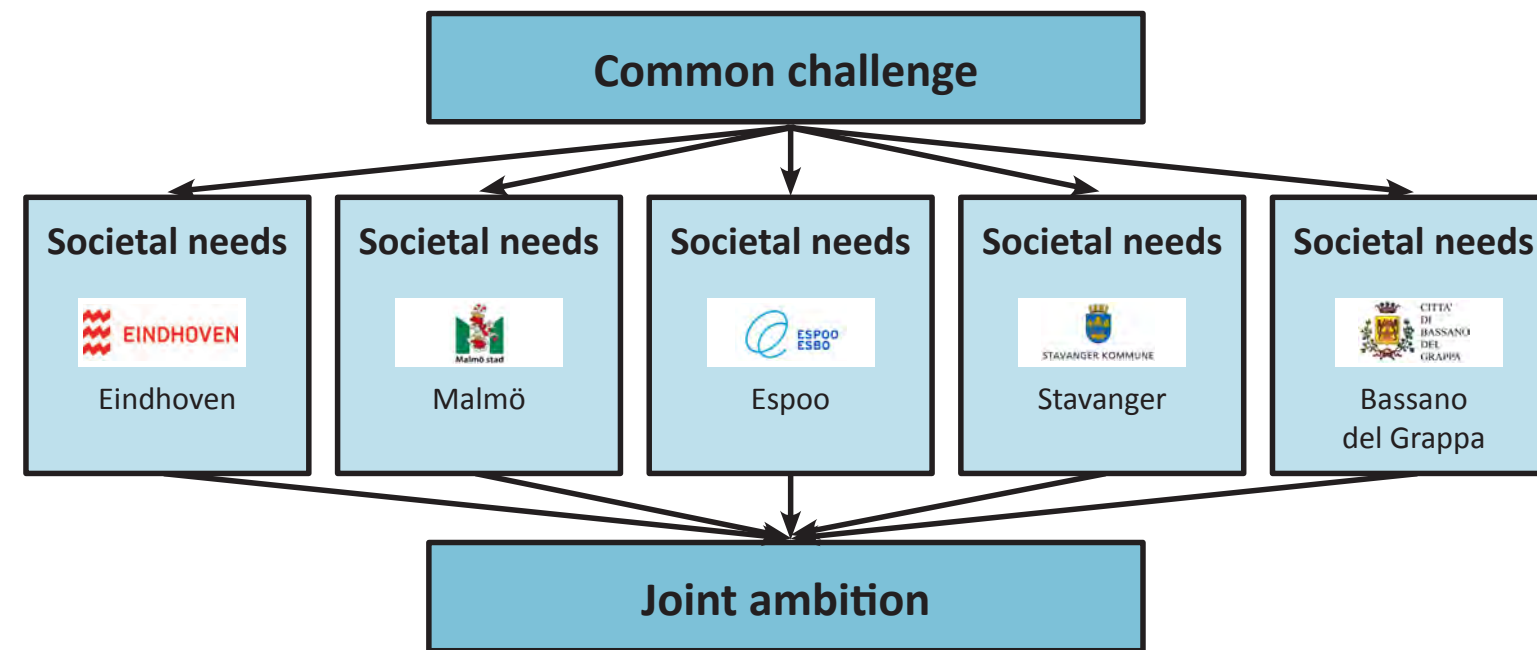 Common challenge
Societal needs
EINDHOVEN
Eindhoven
Societal needs
Malmö stad
Malmö
Societal needs
ESPOO
ESBO
Espoo
Societal needs
STAVANGER KOMMUNE
Stavanger
Societal needs
CITTA'
DI
BASSANO
DEL
GRAPPA
Bassano
del Grappa
Joint ambition